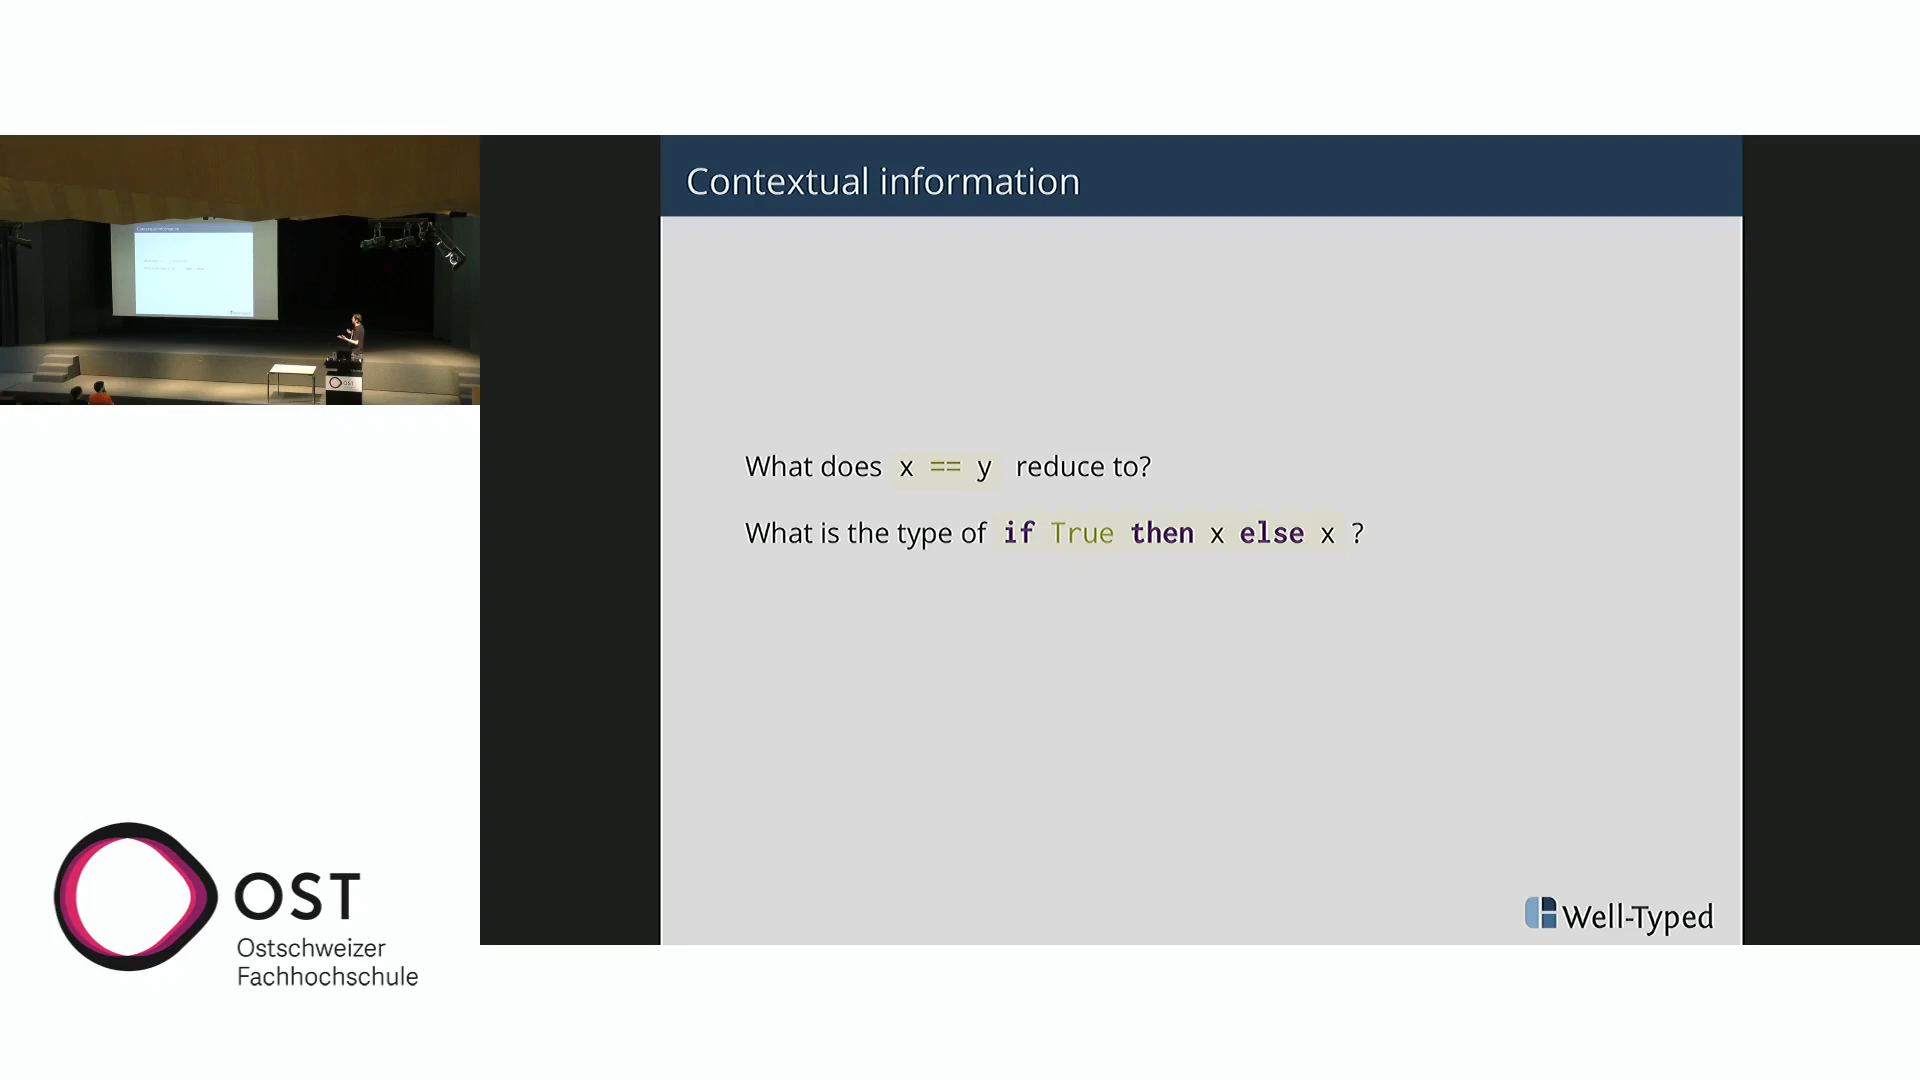 Contextual information
What does x == y reduce to?
What is the type of if True then x else x ?
Well-Typed
OST
Ostschweizer
Fachhochschule
OST